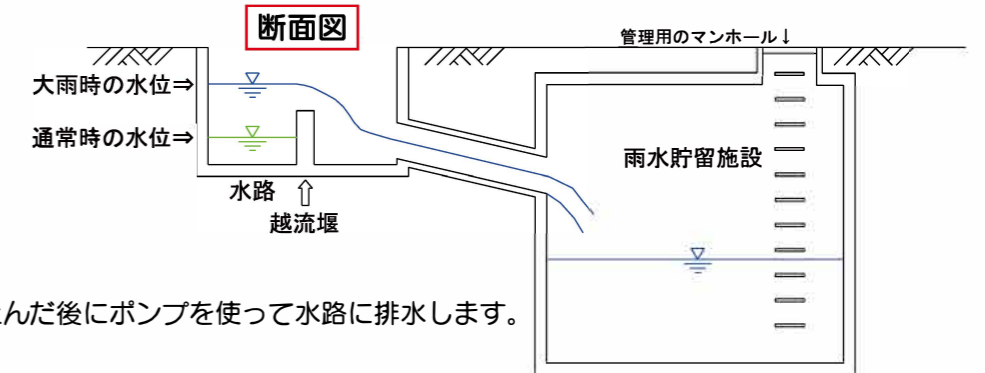 断面図
管理用のマンホール↓
大雨時の水位⇒
通常時の水位⇒
雨水貯留施設
水路
⇧
越流堰
んだ後にポンプを使って水路に排水します。